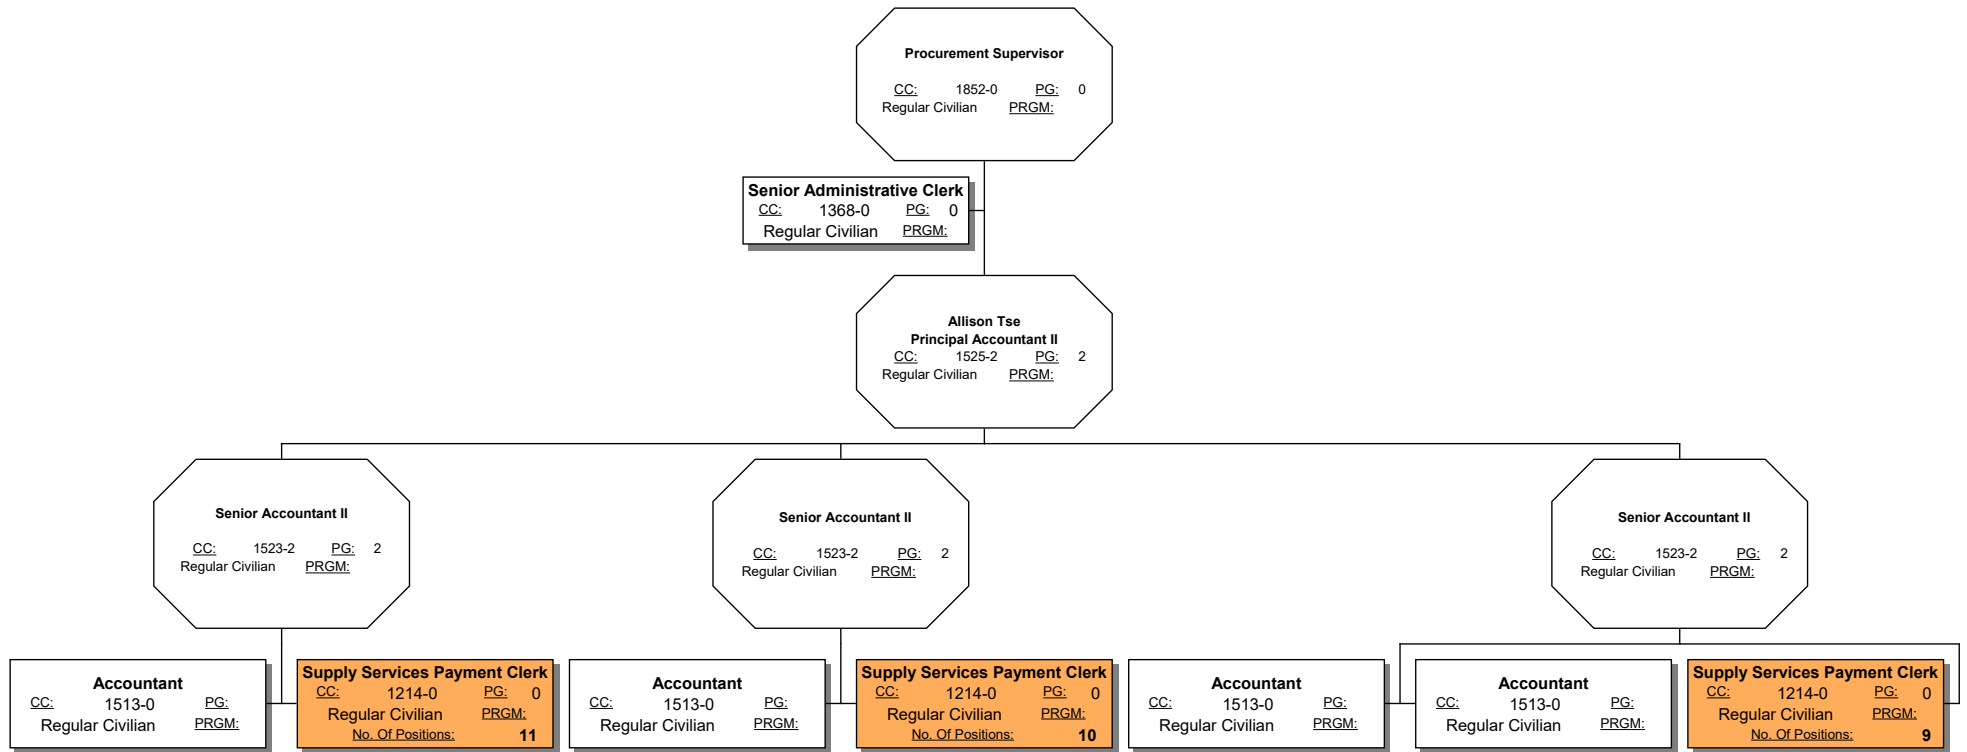 Procurement Supervisor
CC: 1852-0 PG: 0
Regular Civilian PRGM:
Senior Administrative Clerk
CC: 1368-0 PG: 0
Regular Civilian PRGM:
Allison Tse
Principal Accountant II
CC: 1525-2 PG: 2
Regular Civilian PRGM:
Senior Accountant II
CC: 1523-2 PG: 2
Regular Civilian PRGM:
Senior Accountant II
CC: 1523-2 PG: 2
Regular Civilian PRGM:
Senior Accountant II
CC: 1523-2 PG: 2
Regular Civilian PRGM:
Accountant
CC: 1513-0 PG:
Regular Civilian PRGM:
Supply Services Payment Clerk
CC: 1214-0 PG: 0
Regular Civilian PRGM:
No. Of Positions: 11
Accountant
CC: 1513-0 PG:
Regular Civilian PRGM:
Supply Services Payment Clerk
CC: 1214-0 PG: 0
Regular Civilian PRGM:
No. Of Positions: 10
Accountant
CC: 1513-0 PG:
Regular Civilian PRGM:
Accountant
CC: 1513-0 PG:
Regular Civilian PRGM:
Supply Services Payment Clerk
CC: 1214-0 PG: 0
Regular Civilian PRGM:
No. Of Positions: 9